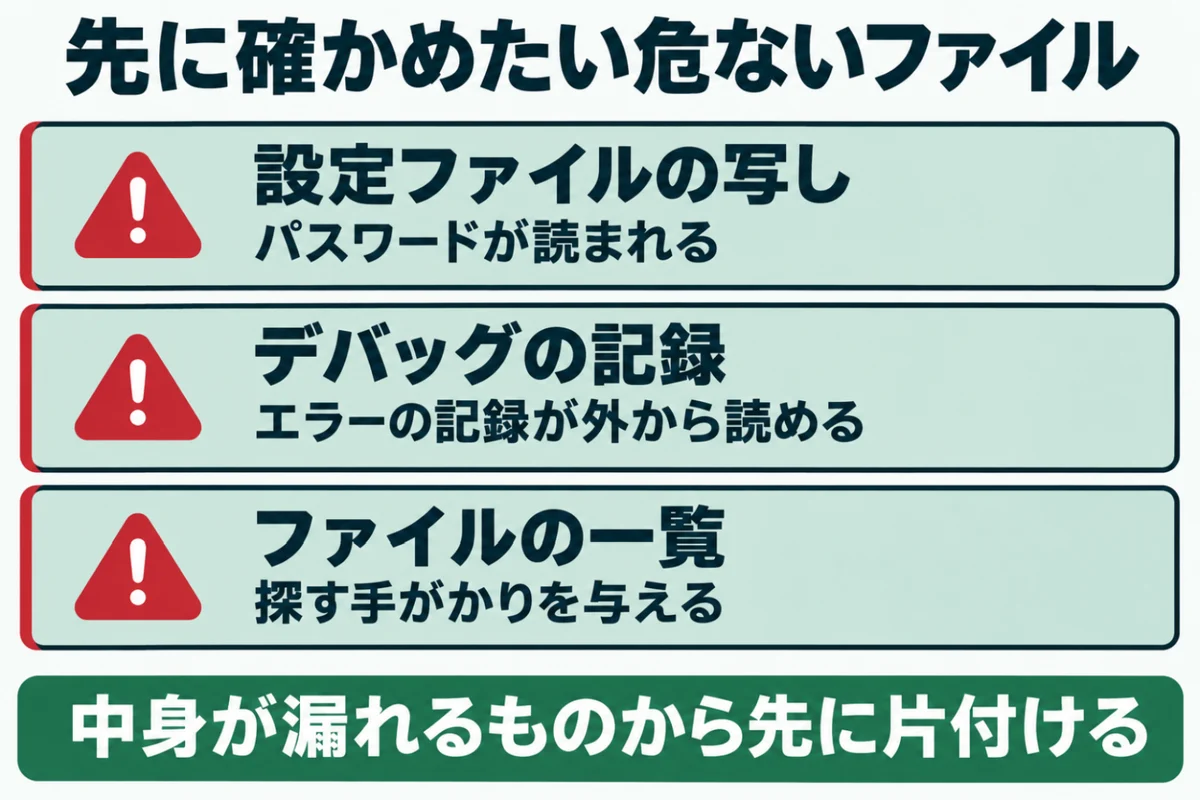 先に確かめたい危ないファイル
設定ファイルの写し
パスワードが読まれる
デバッグの記録
エラーの記録が外から読める
ファイルの一覧
探す手がかりを与える
中身が漏れるものから先に片付ける